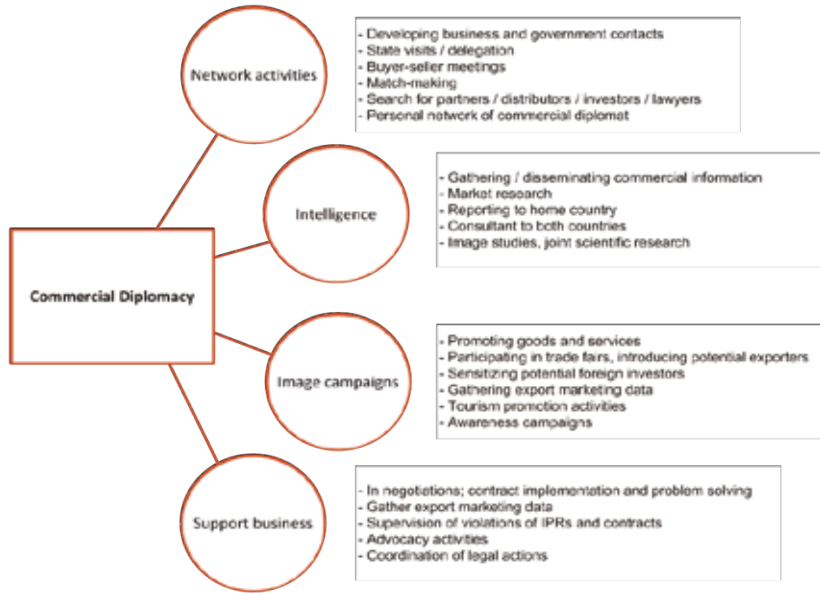 Network activities
- Developing business and government contacts
- State visits / delegation
- Buyer-seller meetings
- Match-making
- Search for partners / distributors / investors / lawyers
- Personal network of commercial diplomat
Intelligence
- Gathering / disseminating commercial information
- Market research
- Reporting to home country
- Consultant to both countries
- Image studies, joint scientific research
Commercial Diplomacy
Image campaigns
- Promoting goods and services
- Participating in trade fairs, introducing potential exporters
- Sensitizing potential foreign investors
- Gathering export marketing data
- Tourism promotion activities
- Awareness campaigns
Support business
- In negotiations; contract implementation and problem solving
- Gather export marketing data
- Supervision of violations of IPRs and contracts
- Advocacy activities
- Coordination of legal actions